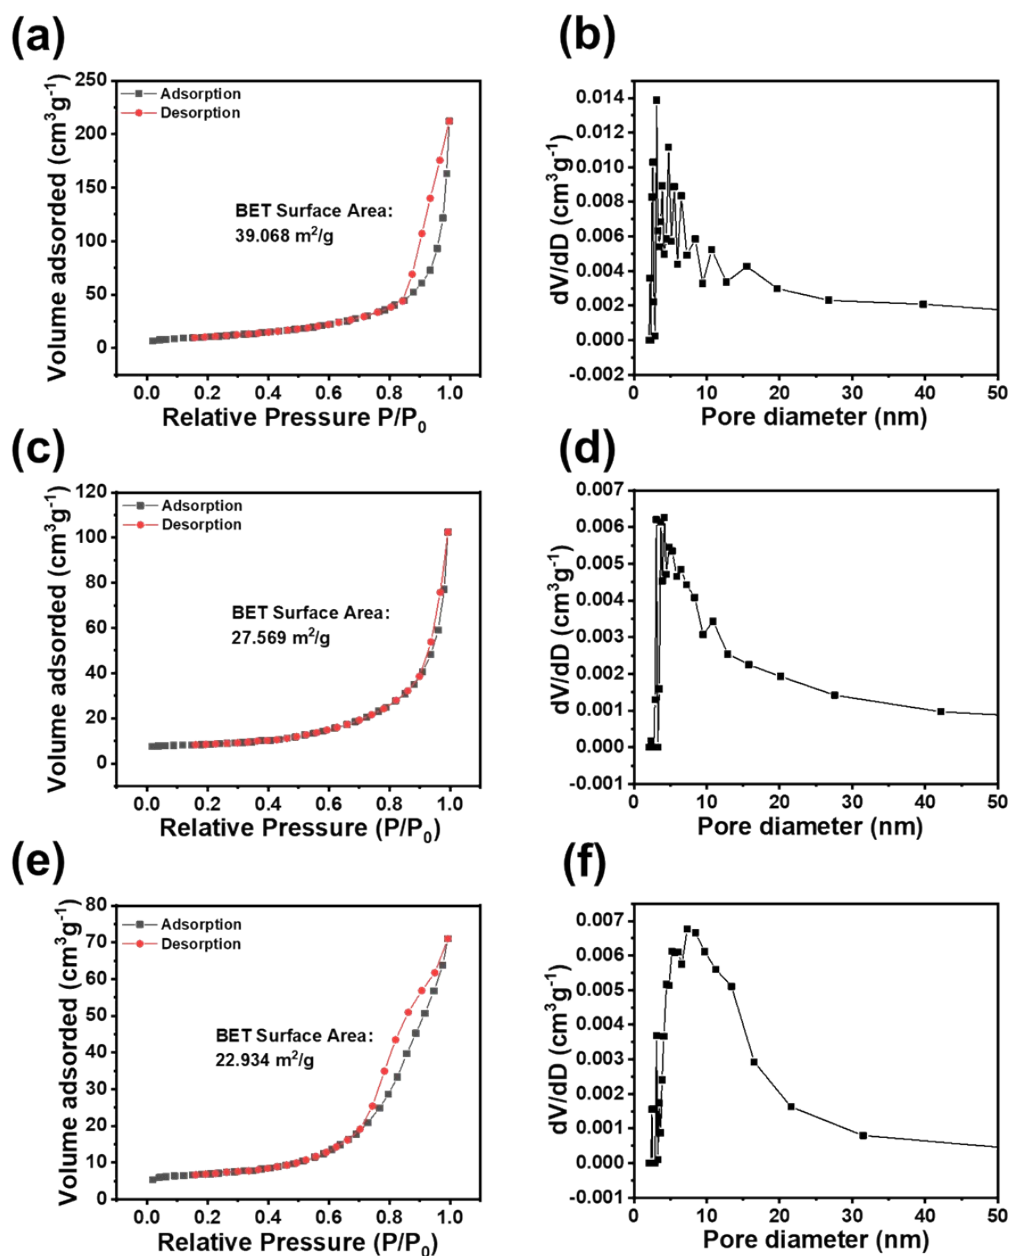 (a)
250
200
150
100
50
0
Volume adsorded (cm³g⁻¹)
Adsorption
Desorption
BET Surface Area:
39.068 m²/g
0.0 0.2 0.4 0.6 0.8 1.0
Relative Pressure P/P₀
(b)
0.014
0.012
0.010
0.008
0.006
0.004
0.002
0.000
-0.002
dV/dD (cm³g⁻¹)
0 10 20 30 40 50
Pore diameter (nm)
(c)
120
100
80
60
40
20
0
Volume adsorded (cm³g⁻¹)
Adsorption
Desorption
BET Surface Area:
27.569 m²/g
0.0 0.2 0.4 0.6 0.8 1.0
Relative Pressure (P/P₀)
(d)
0.007
0.006
0.005
0.004
0.003
0.002
0.001
0.000
-0.001
dV/dD (cm³g⁻¹)
0 10 20 30 40 50
Pore diameter (nm)
(e)
80
70
60
50
40
30
20
10
0
Volume adsorded (cm³g⁻¹)
Adsorption
Desorption
BET Surface Area:
22.934 m²/g
0.0 0.2 0.4 0.6 0.8 1.0
Relative Pressure (P/P₀)
(f)
0.007
0.006
0.005
0.004
0.003
0.002
0.001
0.000
-0.001
dV/dD (cm³g⁻¹)
0 10 20 30 40 50
Pore diameter (nm)